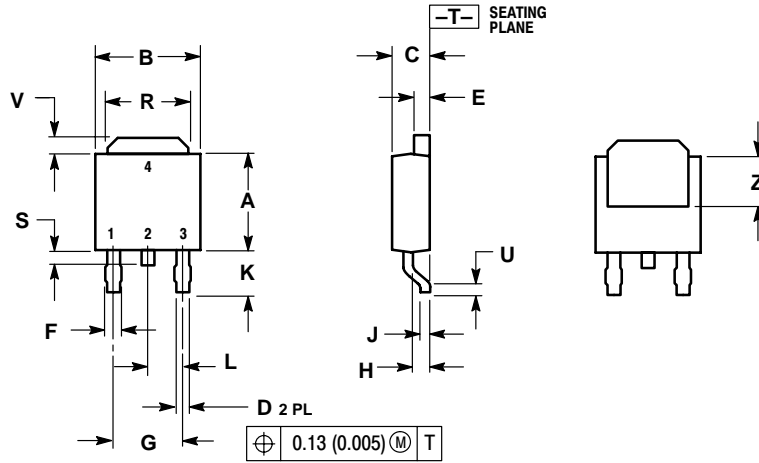 –T– SEATING
PLANE
B
C
V
R
E
4
Z
A
S
1 2 3
K
U
F
J
L
H
D 2 PL
G
⌖ 0.13 (0.005) Ⓜ T